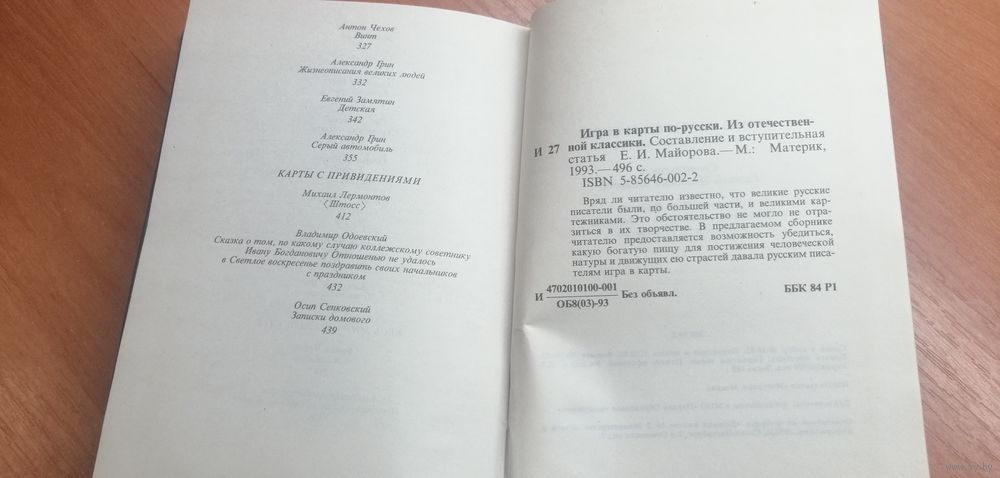 Антон Чехов
Винт
327
Александр Грин
Жизнеописания великих людей
332
Евгений Замятин
Детская
342
Александр Грин
Серый автомобиль
355
КАРТЫ С ПРИВИДЕНИЯМИ
Михаил Лермонтов
〈Штосс〉
412
Владимир Одоевский
Сказка о том, по какому случаю коллежскому советнику
Ивану Богдановичу Отношенью не удалось
в Светлое воскресенье поздравить своих начальников
с праздником
432
Осип Сенковский
Записки домового
439
Игра в карты по-русски. Из отечествен-
И 27 ной классики. Составление и вступительная
статья Е. И. Майорова.— М.: Материк,
1993.— 496 с.
ISBN 5-85646-002-2
Вряд ли читателю известно, что великие русские
писатели были, по большей части, и великими кар-
тежниками. Это обстоятельство не могло не отра-
зиться в их творчестве. В предлагаемом сборнике
читателю предоставляется возможность убедиться,
какую богатую пищу для постижения человеческой
натуры и движущих ею страстей давала русским писа-
телям игра в карты.
И 4702010100-001 Без объявл. ББК 84 Р1
ОБ8(03)-93
www.av.by